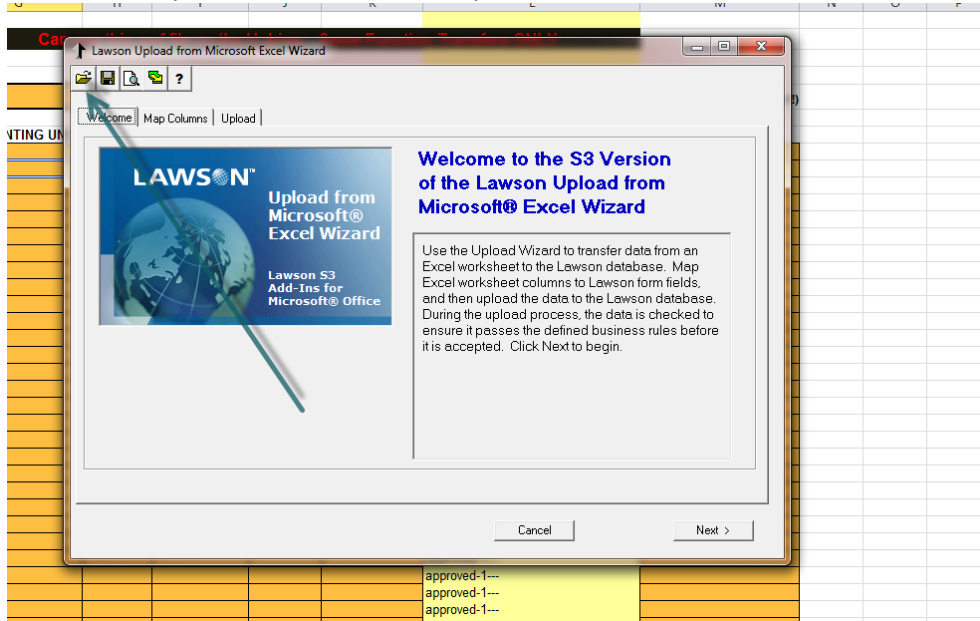 G H I J K L M N O P
Lawson Upload from Microsoft Excel Wizard
?
Welcome Map Columns Upload
NTING UN
LAWSON™
Upload from
Microsoft®
Excel Wizard
Lawson S3
Add-Ins for
Microsoft® Office
Welcome to the S3 Version
of the Lawson Upload from
Microsoft® Excel Wizard
Use the Upload Wizard to transfer data from an
Excel worksheet to the Lawson database. Map
Excel worksheet columns to Lawson form fields,
and then upload the data to the Lawson database.
During the upload process, the data is checked to
ensure it passes the defined business rules before
it is accepted. Click Next to begin.
Cancel Next >
approved-1---
approved-1---
approved-1---